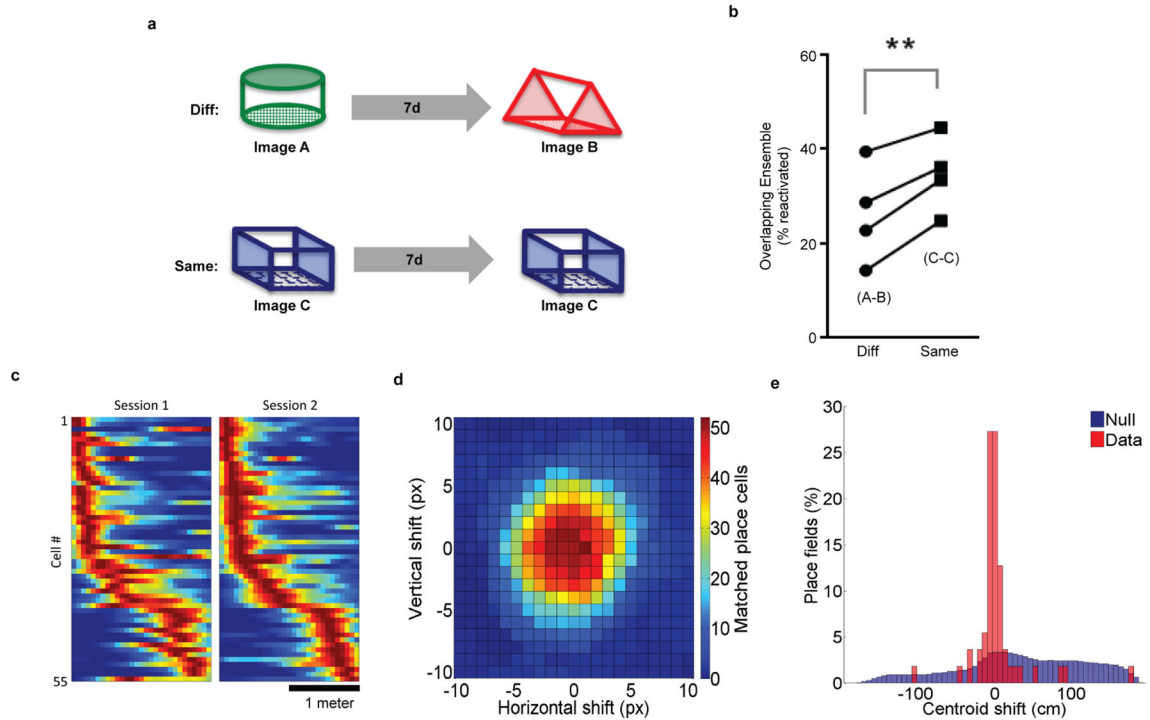 a
Diff:
7d
Image A
Image B
Same:
7d
Image C
Image C
b
**
60
40
20
0
Overlapping Ensemble
(% reactivated)
(C-C)
(A-B)
Diff
Same
c
Session 1
Session 2
1
Cell #
55
1 meter
d
10
5
0
-5
-10
Vertical shift (px)
-10
-5
0
5
10
Horizontal shift (px)
50
40
30
20
10
0
Matched place cells
e
30
25
20
15
10
5
0
Place fields (%)
Null
Data
-100
0
100
Centroid shift (cm)